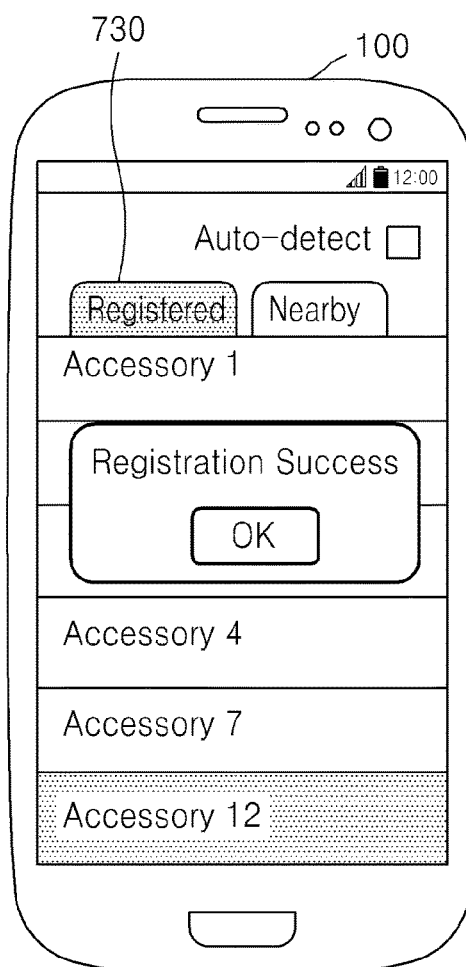 730
100
12:00
Auto-detect
Registered
Nearby
Accessory 1
Registration Success
OK
Accessory 4
Accessory 7
Accessory 12